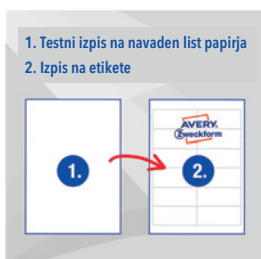 1. Testni izpis na navaden list papirja
2. Izpis na etikete
AVERY
Zweckform
1.
2.